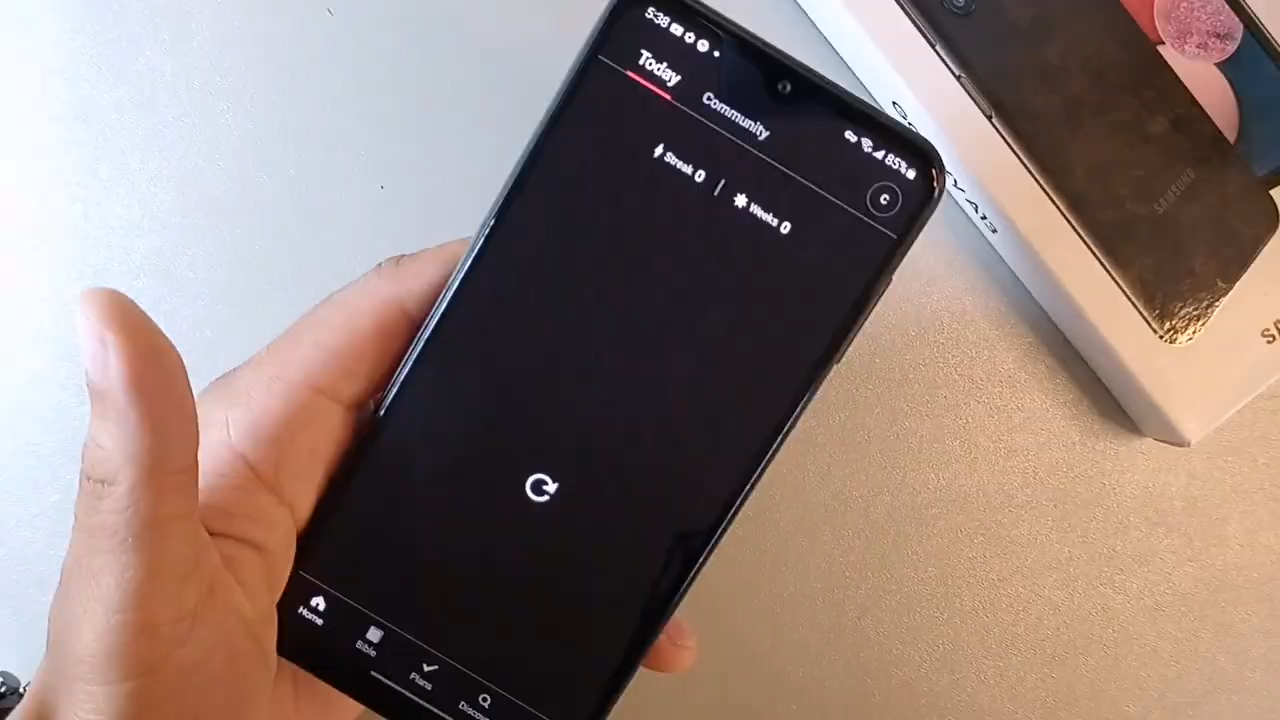 5:38
85%
Today
Community
C
Streak 0 | Weeks 0
Home
Bible
Plans
SAMSUNG